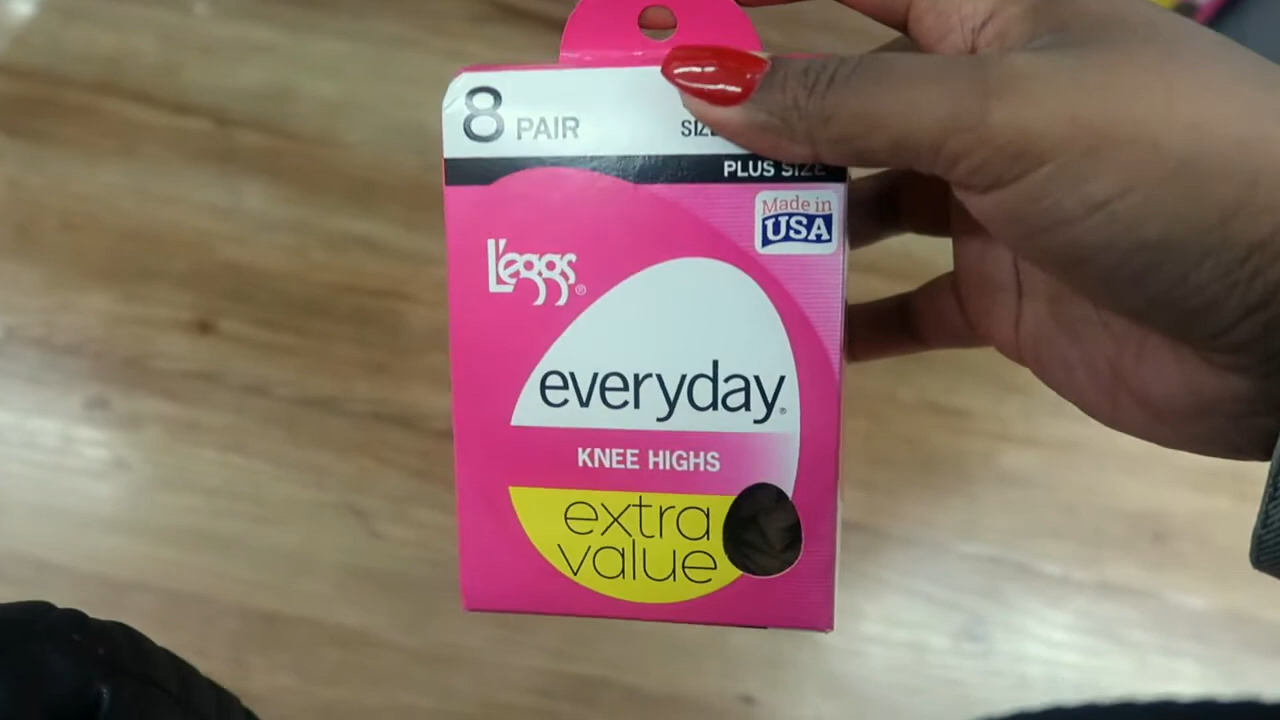 8 PAIR
PLUS SIZE
Made in
USA
L'eggs®
everyday®
KNEE HIGHS
extra
value